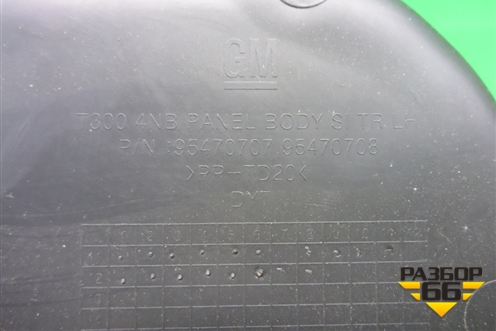 GM
T300 4NB PANEL BODY SI TR LH
P/N :95470707 95470708
>PP-TD20<
DYT
РАЗБОР
66